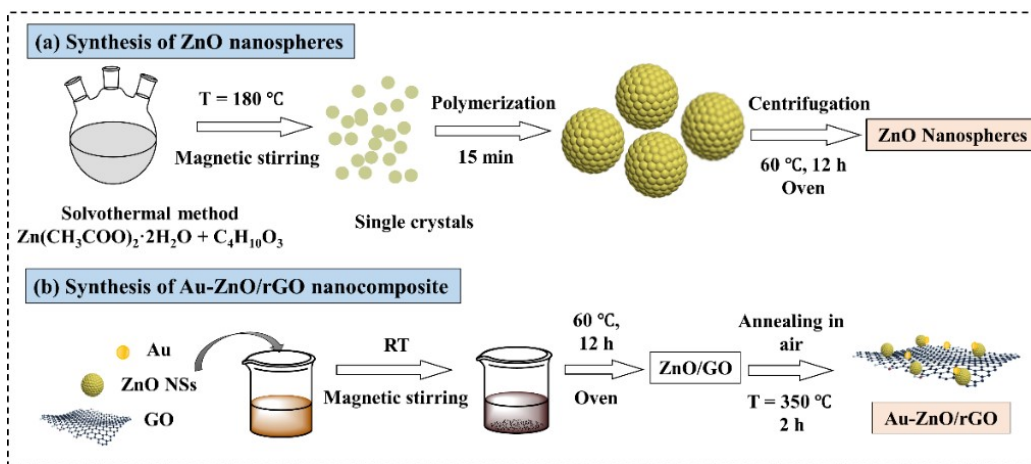 (a) Synthesis of ZnO nanospheres
T = 180 ℃
Magnetic stirring
Solvothermal method
Zn(CH₃COO)₂·2H₂O + C₄H₁₀O₃
Single crystals
Polymerization
15 min
Centrifugation
60 ℃, 12 h
Oven
ZnO Nanospheres
(b) Synthesis of Au-ZnO/rGO nanocomposite
Au
ZnO NSs
GO
RT
Magnetic stirring
60 ℃,
12 h
Oven
ZnO/GO
Annealing in
air
T = 350 ℃
2 h
Au-ZnO/rGO